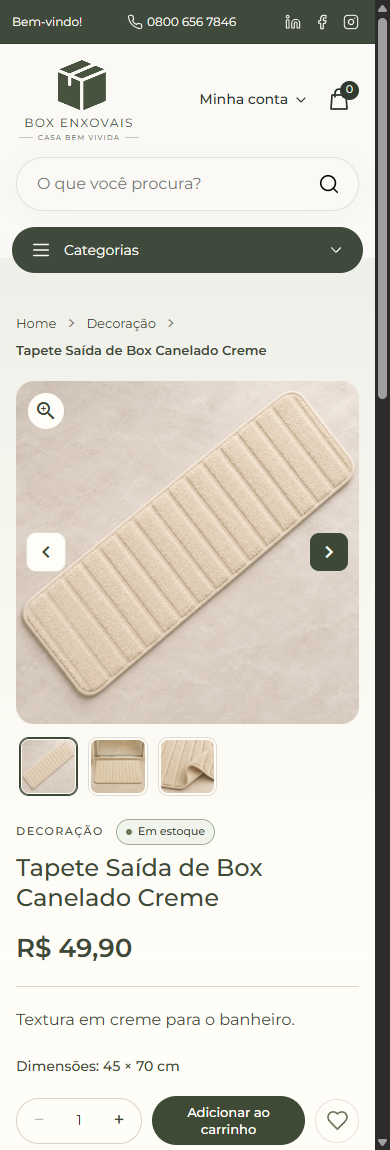 Bem-vindo!
0800 656 7846
BOX ENXOVAIS
CASA BEM VIVIDA
Minha conta
0
O que você procura?
Categorias
Home
Decoração
Tapete Saída de Box Canelado Creme
DECORAÇÃO
Em estoque
Tapete Saída de Box
Canelado Creme
R$ 49,90
Textura em creme para o banheiro.
Dimensões: 45 × 70 cm
− 1 +
Adicionar ao
carrinho